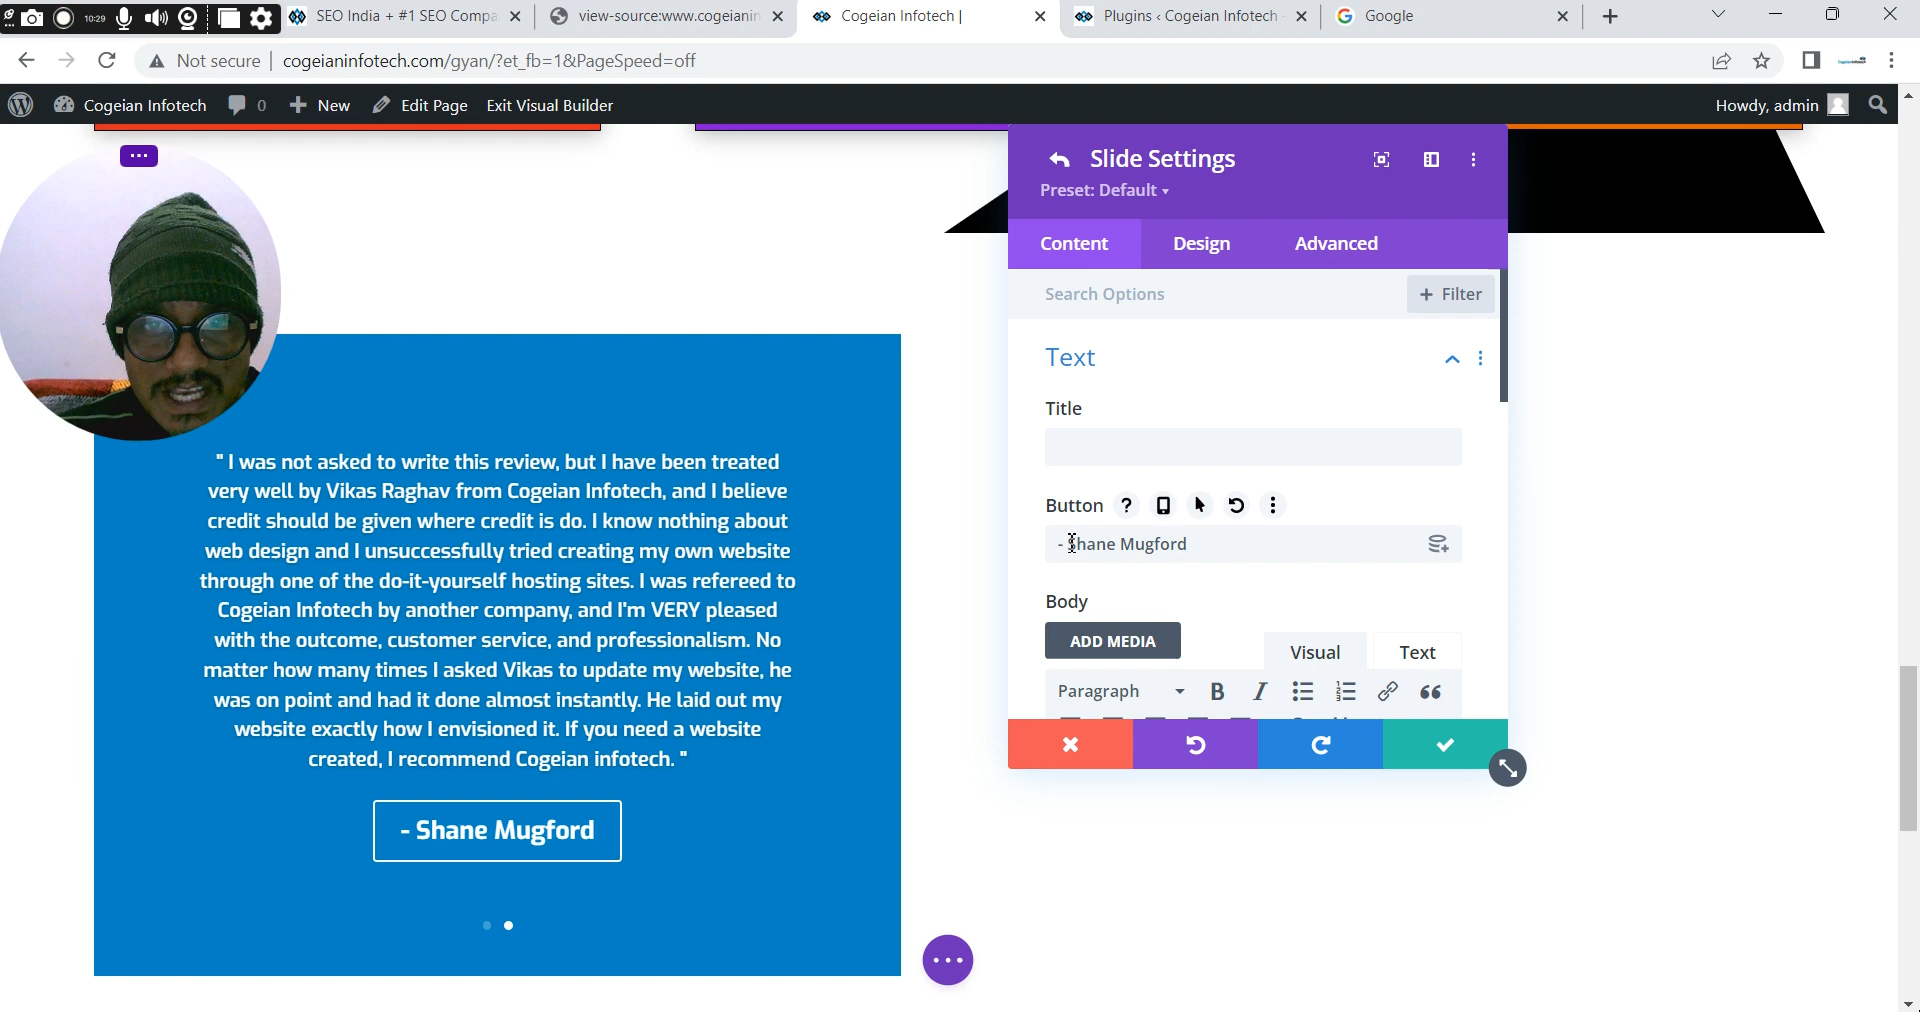 10:29
SEO India + #1 SEO Compa
view-source:www.cogeianin
Cogeian Infotech |
Plugins ‹ Cogeian Infotech
Google
Not secure
cogeianinfotech.com/gyan/?et_fb=1&PageSpeed=off
Cogeian Infotech
0
New
Edit Page
Exit Visual Builder
Howdy, admin
Slide Settings
Preset: Default
Content
Design
Advanced
Search Options
+ Filter
Text
Title
Button
- Shane Mugford
Body
ADD MEDIA
Visual
Text
Paragraph
B
I
" I was not asked to write this review, but I have been treated
very well by Vikas Raghav from Cogeian Infotech, and I believe
credit should be given where credit is do. I know nothing about
web design and I unsuccessfully tried creating my own website
through one of the do-it-yourself hosting sites. I was refereed to
Cogeian Infotech by another company, and I'm VERY pleased
with the outcome, customer service, and professionalism. No
matter how many times I asked Vikas to update my website, he
was on point and had it done almost instantly. He laid out my
website exactly how I envisioned it. If you need a website
created, I recommend Cogeian infotech. "
- Shane Mugford